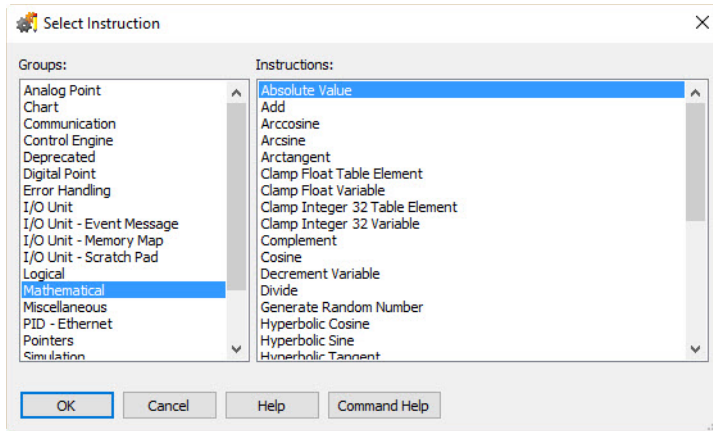 Select Instruction
Groups:
Analog Point
Chart
Communication
Control Engine
Deprecated
Digital Point
Error Handling
I/O Unit
I/O Unit - Event Message
I/O Unit - Memory Map
I/O Unit - Scratch Pad
Logical
Mathematical
Miscellaneous
PID - Ethernet
Pointers
Simulation
Instructions:
Absolute Value
Add
Arccosine
Arcsine
Arctangent
Clamp Float Table Element
Clamp Float Variable
Clamp Integer 32 Table Element
Clamp Integer 32 Variable
Complement
Cosine
Decrement Variable
Divide
Generate Random Number
Hyperbolic Cosine
Hyperbolic Sine
Hyperbolic Tangent
OK
Cancel
Help
Command Help